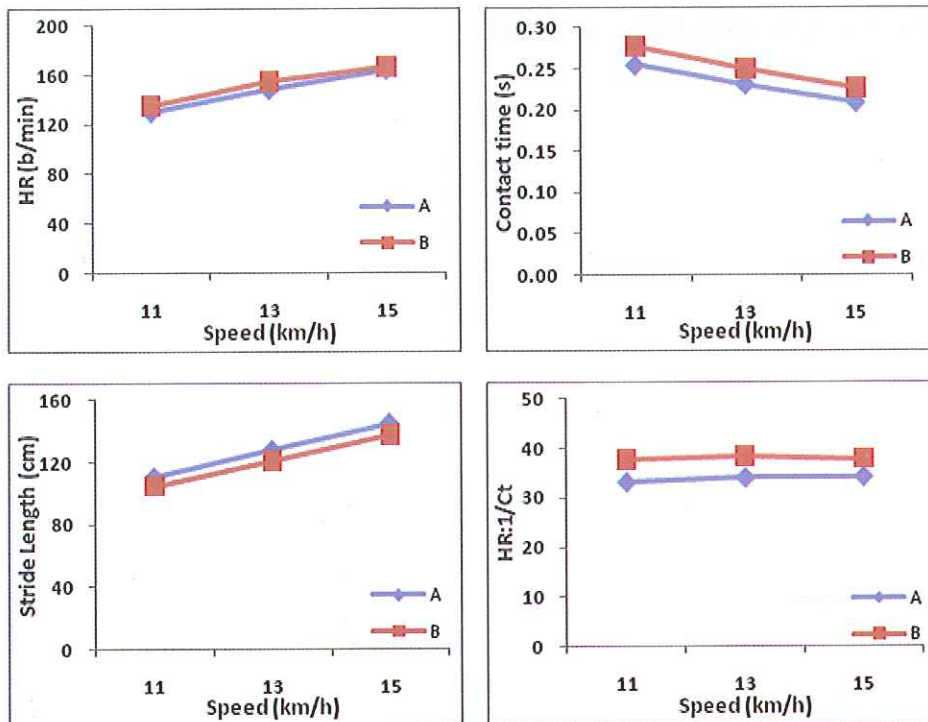 HR (b/min)
200
160
120
80
40
0
A
B
11 13 15
Speed (km/h)
Contact time (s)
0.30
0.25
0.20
0.15
0.10
0.05
0.00
A
B
11 13 15
Speed (km/h)
Stride Length (cm)
160
120
80
40
0
A
B
11 13 15
Speed (km/h)
HR:1/Ct
50
40
30
20
10
0
A
B
11 13 15
Speed (km/h)